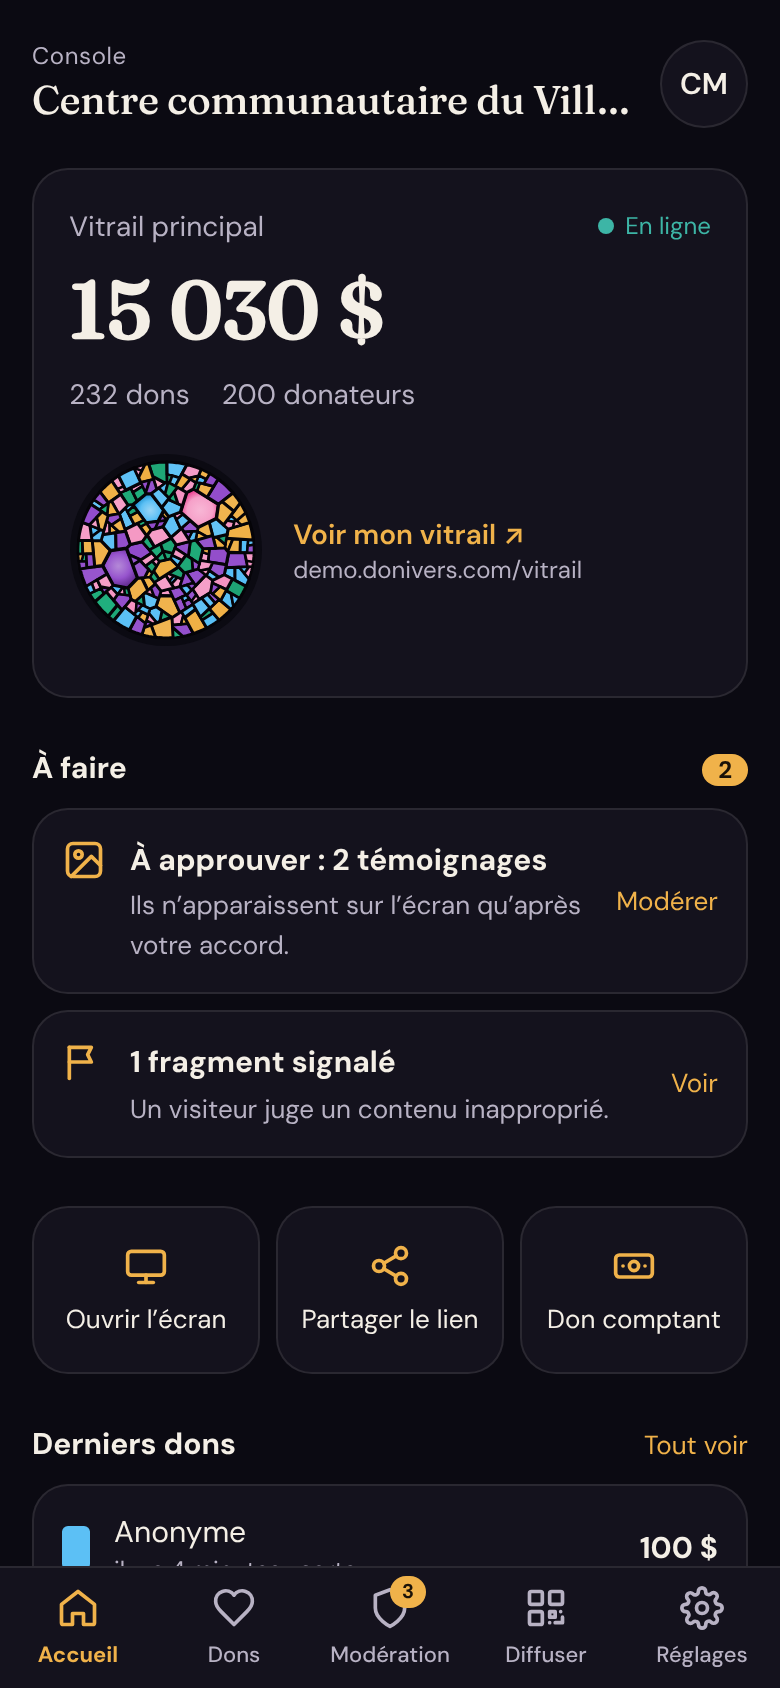 Console
Centre communautaire du Vill...
CM
Vitrail principal
En ligne
15 030 $
232 dons 200 donateurs
Voir mon vitrail ↗
demo.donivers.com/vitrail
À faire
2
À approuver : 2 témoignages
Ils n’apparaissent sur l’écran qu’après
votre accord.
Modérer
1 fragment signalé
Un visiteur juge un contenu inapproprié.
Voir
Ouvrir l’écran
Partager le lien
Don comptant
Derniers dons
Tout voir
Anonyme
100 $
3
Accueil
Dons
Modération
Diffuser
Réglages